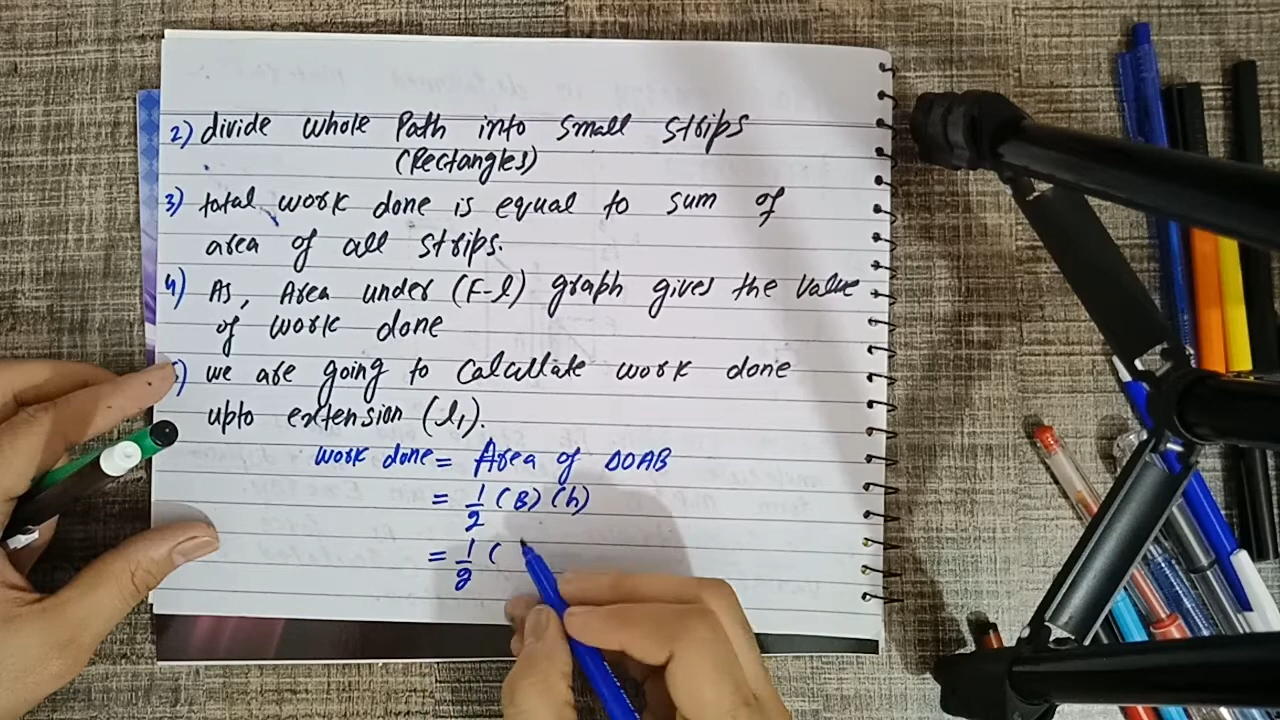 2) divide whole Path into small strips
(Rectangles)
3) total work done is equal to sum of
area of all strips.
4) As, Area under (F-l) graph gives the value
of work done
) we are going to calculate work done
upto extension (l₁).
work done = Area of ΔOAB
= 1/2 (B) (h)
= 1/2 (